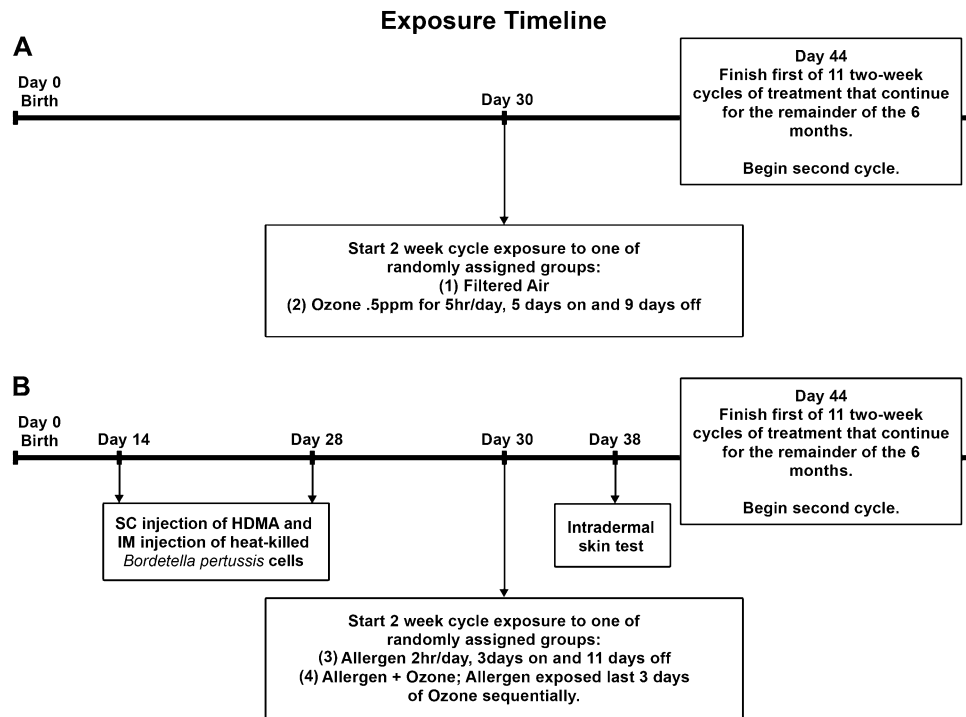 Exposure Timeline
A
Day 0
Birth
Day 30
Day 44
Finish first of 11 two-week
cycles of treatment that continue
for the remainder of the 6
months.
Begin second cycle.
Start 2 week cycle exposure to one of
randomly assigned groups:
(1) Filtered Air
(2) Ozone .5ppm for 5hr/day, 5 days on and 9 days off
B
Day 0
Birth
Day 14
Day 28
Day 30
Day 38
Day 44
Finish first of 11 two-week
cycles of treatment that continue
for the remainder of the 6
months.
Begin second cycle.
SC injection of HDMA and
IM injection of heat-killed
Bordetella pertussis cells
Intradermal
skin test
Start 2 week cycle exposure to one of
randomly assigned groups:
(3) Allergen 2hr/day, 3days on and 11 days off
(4) Allergen + Ozone; Allergen exposed last 3 days
of Ozone sequentially.